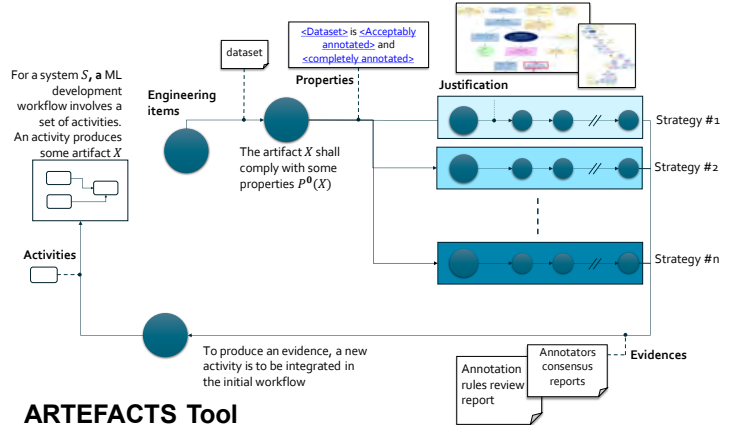 For a system S, a ML
development
workflow involves a
set of activities.
An activity produces
some artifact X
Engineering
items
dataset
<Dataset> is <Acceptably
annotated> and
<completely annotated>
Properties
The artifact X shall
comply with some
properties P⁰(X)
Justification
Strategy #1
Strategy #2
Strategy #n
Activities
To produce an evidence, a new
activity is to be integrated in
the initial workflow
Evidences
Annotation
rules review
report
Annotators
consensus
reports
ARTEFACTS Tool